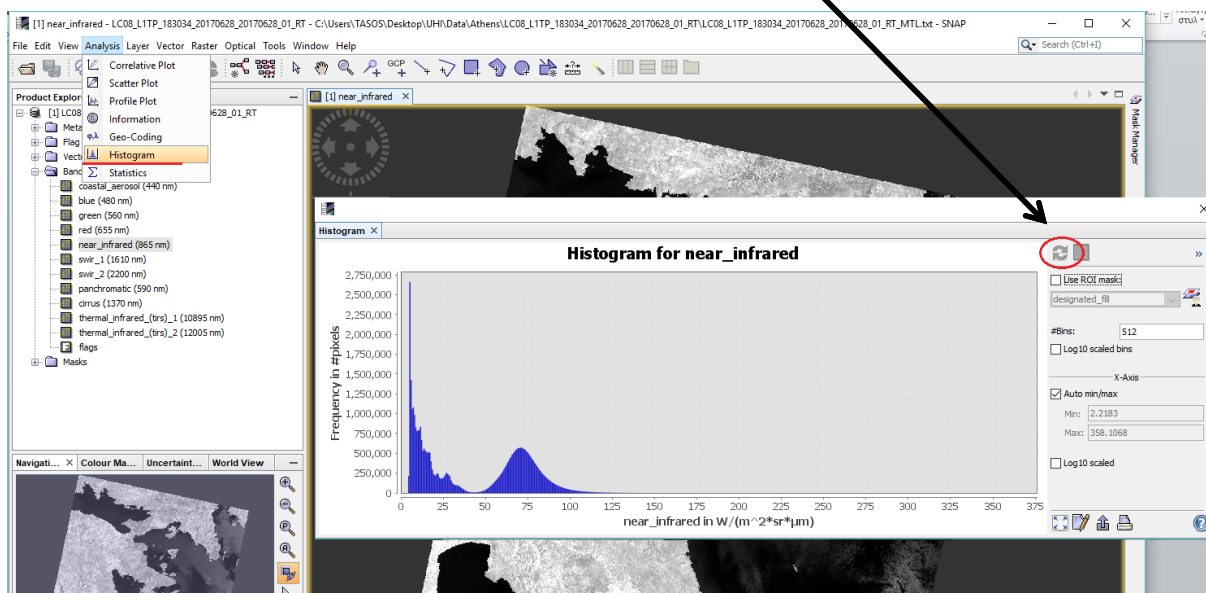 [1] near_infrared - LC08_L1TP_183034_20170628_20170628_01_RT - C:\Users\TASOS\Desktop\UHI\Data\Athens\LC08_L1TP_183034_20170628_20170628_01_RT\LC08_L1TP_183034_20170628_20170628_01_RT_MTL.txt - SNAP
στυλ
File Edit View Analysis Layer Vector Raster Optical Tools Window Help
Search (Ctrl+I)
GCP
Correlative Plot
Scatter Plot
Profile Plot
Information
Geo-Coding
Histogram
Statistics
Product Explor
[1] LC08
628_01_RT
Meta
Flag
Vect
Band
coastal_aerosol (440 nm)
blue (480 nm)
green (560 nm)
red (655 nm)
near_infrared (865 nm)
swir_1 (1610 nm)
swir_2 (2200 nm)
panchromatic (590 nm)
cirrus (1370 nm)
thermal_infrared_(tirs)_1 (10895 nm)
thermal_infrared_(tirs)_2 (12005 nm)
flags
Masks
[1] near_infrared
Mask Manager
Histogram
Histogram for near_infrared
Frequency in #pixels
2,750,000
2,500,000
2,250,000
2,000,000
1,750,000
1,500,000
1,250,000
1,000,000
750,000
500,000
250,000
0
0 25 50 75 100 125 150 175 200 225 250 275 300 325 350 375
near_infrared in W/(m^2*sr*µm)
Use ROI mask:
designated_fill
#Bins: 512
Log10 scaled bins
X-Axis
Auto min/max
Min: 2.2183
Max: 358.1068
Log10 scaled
Navigati... Colour Ma... Uncertaint... World View